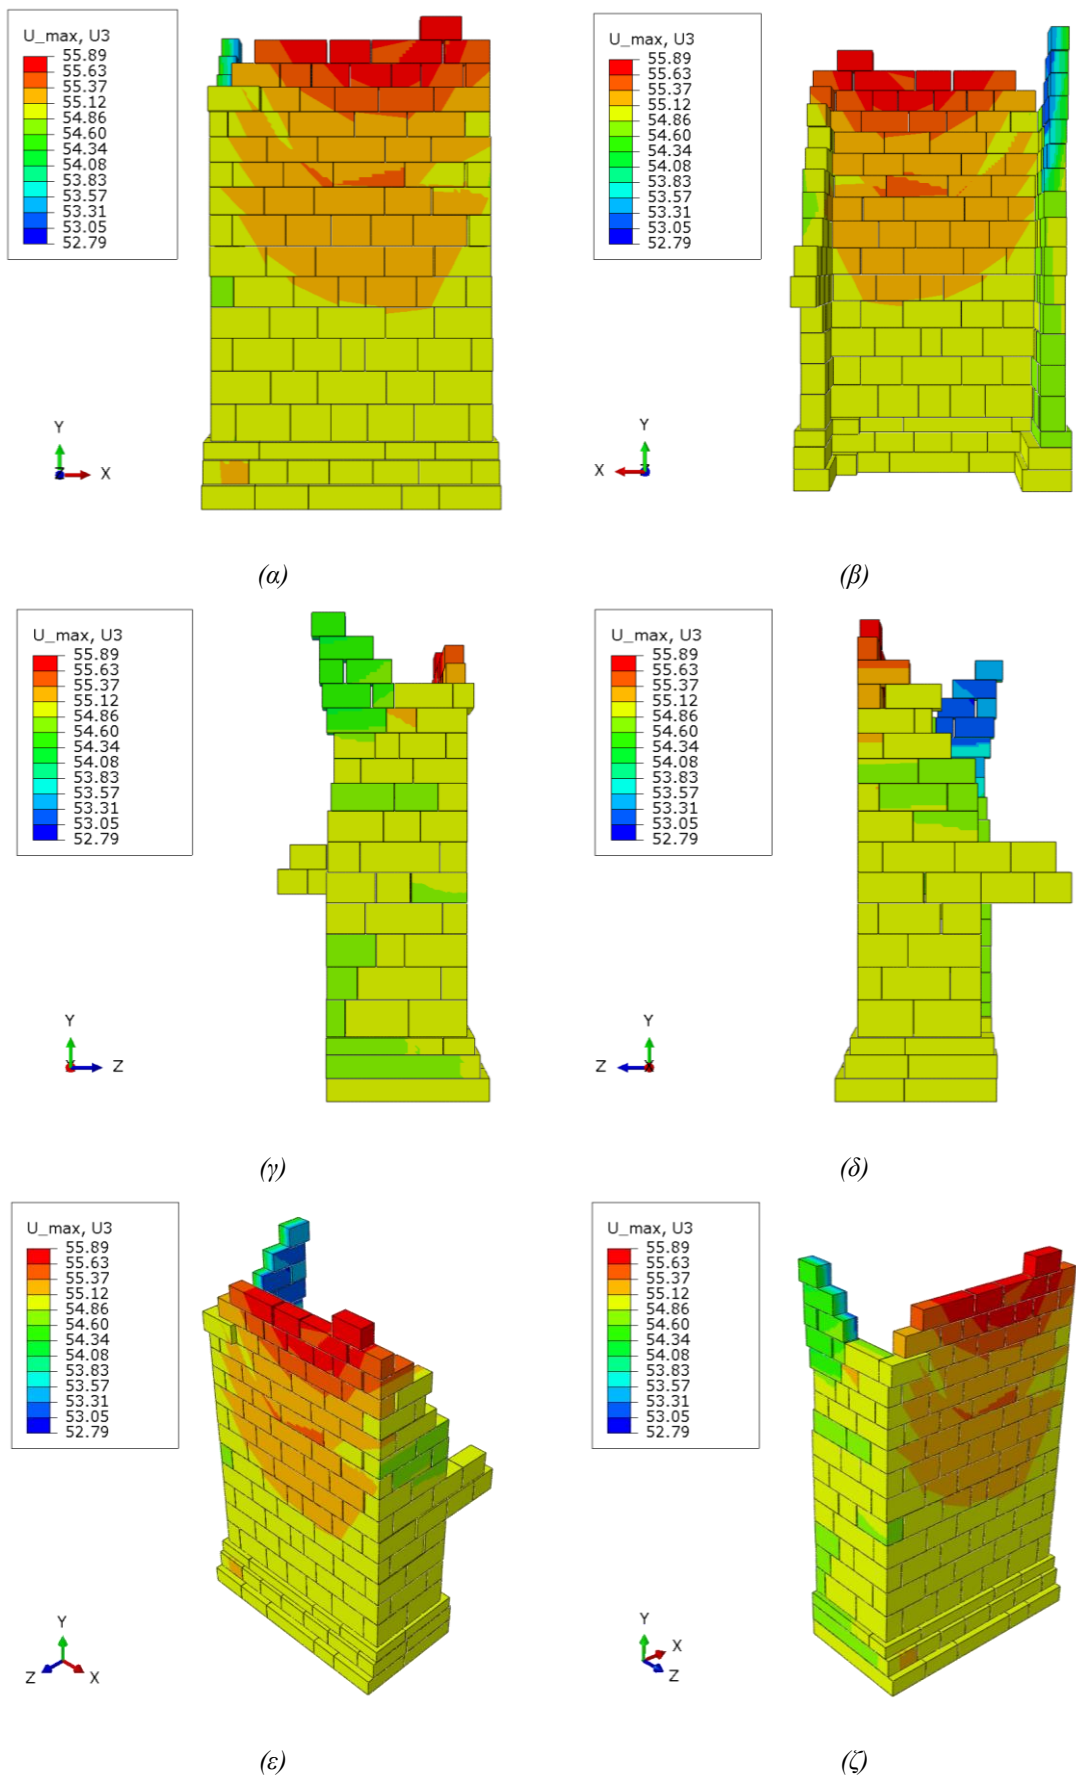 U_max, U3
55.89
55.63
55.37
55.12
54.86
54.60
54.34
54.08
53.83
53.57
53.31
53.05
52.79
Y
Z
X
(α)
U_max, U3
55.89
55.63
55.37
55.12
54.86
54.60
54.34
54.08
53.83
53.57
53.31
53.05
52.79
Y
X
Z
(β)
U_max, U3
55.89
55.63
55.37
55.12
54.86
54.60
54.34
54.08
53.83
53.57
53.31
53.05
52.79
Y
X
Z
(γ)
U_max, U3
55.89
55.63
55.37
55.12
54.86
54.60
54.34
54.08
53.83
53.57
53.31
53.05
52.79
Y
Z
X
(δ)
U_max, U3
55.89
55.63
55.37
55.12
54.86
54.60
54.34
54.08
53.83
53.57
53.31
53.05
52.79
Y
Z
X
(ε)
U_max, U3
55.89
55.63
55.37
55.12
54.86
54.60
54.34
54.08
53.83
53.57
53.31
53.05
52.79
Y
X
Z
(ζ)